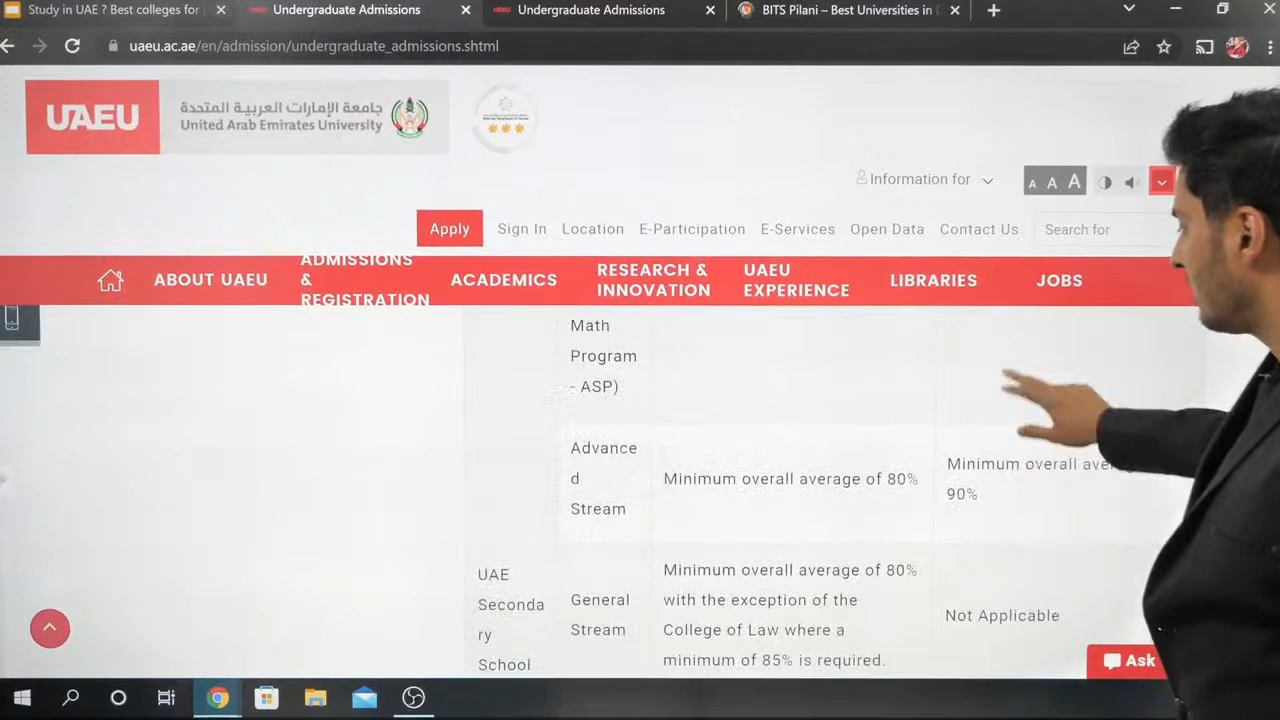 Study in UAE ? Best colleges for
Undergraduate Admissions
Undergraduate Admissions
BITS Pilani – Best Universities in
uaeu.ac.ae/en/admission/undergraduate_admissions.shtml
UAEU
جامعة الإمارات العربية المتحدة
United Arab Emirates University
Information for
A A A
Apply
Sign In
Location
E-Participation
E-Services
Open Data
Contact Us
Search for
ABOUT UAEU
ADMISSIONS
&
REGISTRATION
ACADEMICS
RESEARCH &
INNOVATION
UAEU
EXPERIENCE
LIBRARIES
JOBS
Math
Program
- ASP)
Advance
d
Stream
Minimum overall average of 80%
Minimum overall
90%
UAE
Seconda
ry
School
General
Stream
Minimum overall average of 80%
with the exception of the
College of Law where a
minimum of 85% is required.
Not Applicable
Ask